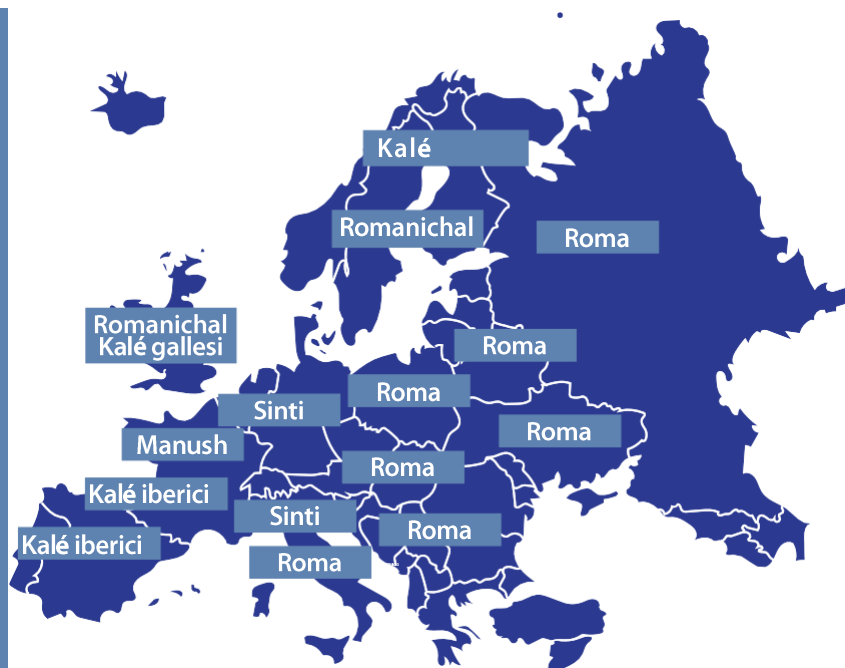 Kalé
Romanichal
Roma
Romanichal
Kalé gallesi
Roma
Roma
Sinti
Roma
Manush
Roma
Kalé iberici
Sinti
Roma
Kalé iberici
Roma